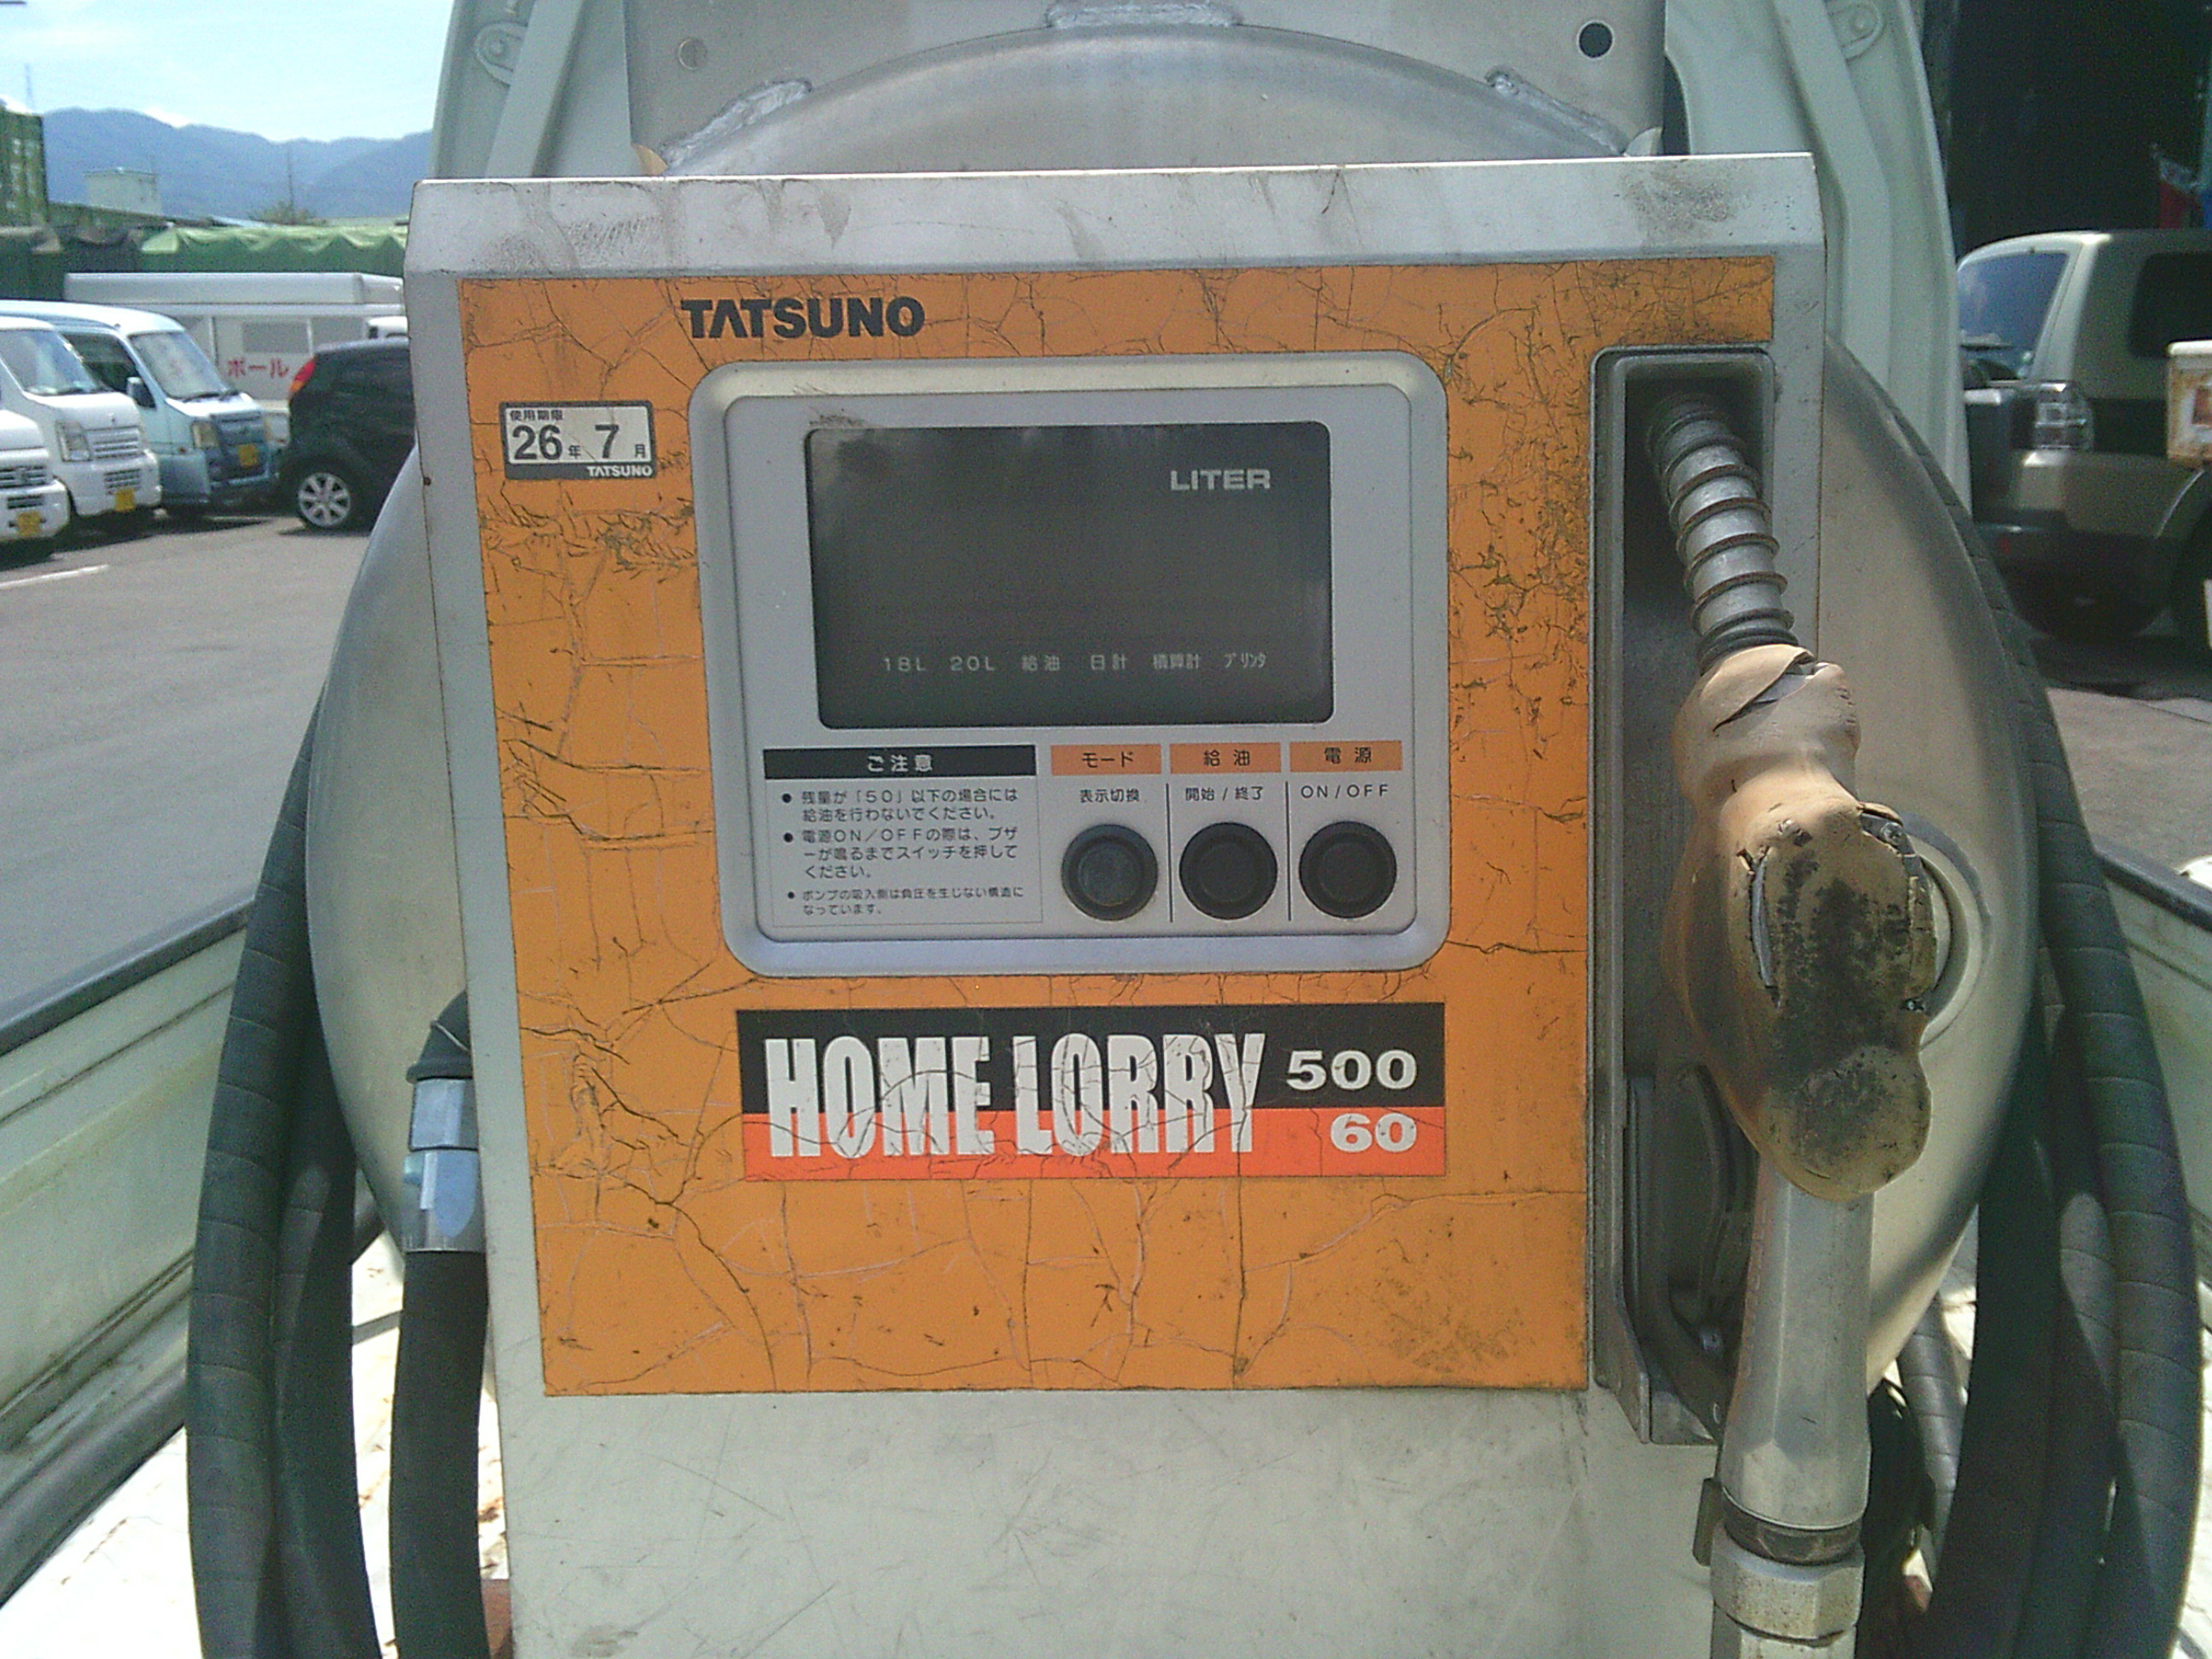 TATSUNO
使用期限
26年 7月
TATSUNO
ボール
LITER
18L 20L 給油 日計 積算計 プリンタ
ご注意
● 残量が「50」以下の場合には
給油を行わないでください。
● 電源ON/OFFの際は、ブザ
ーが鳴るまでスイッチを押して
ください。
● ポンプの吸入側は負圧を生じない構造に
なっています。
モード 給油 電源
表示切換 開始/終了 ON/OFF
HOME LORRY 500
60